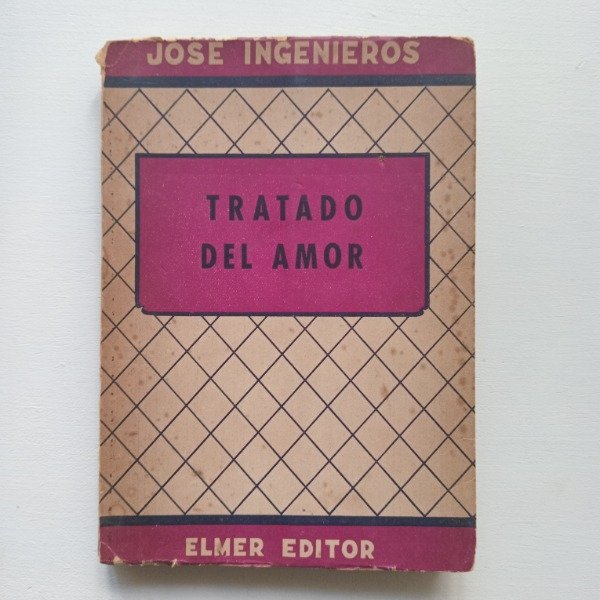 JOSE INGENIEROS
TRATADO
DEL AMOR
ELMER EDITOR